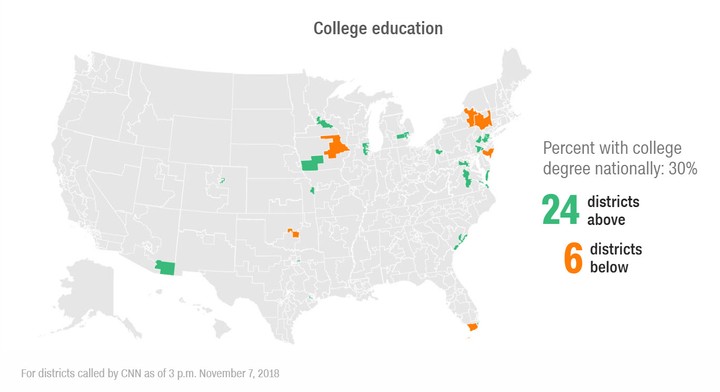 College education
Percent with college
degree nationally: 30%
24 districts
above
6 districts
below
For districts called by CNN as of 3 p.m. November 7, 2018